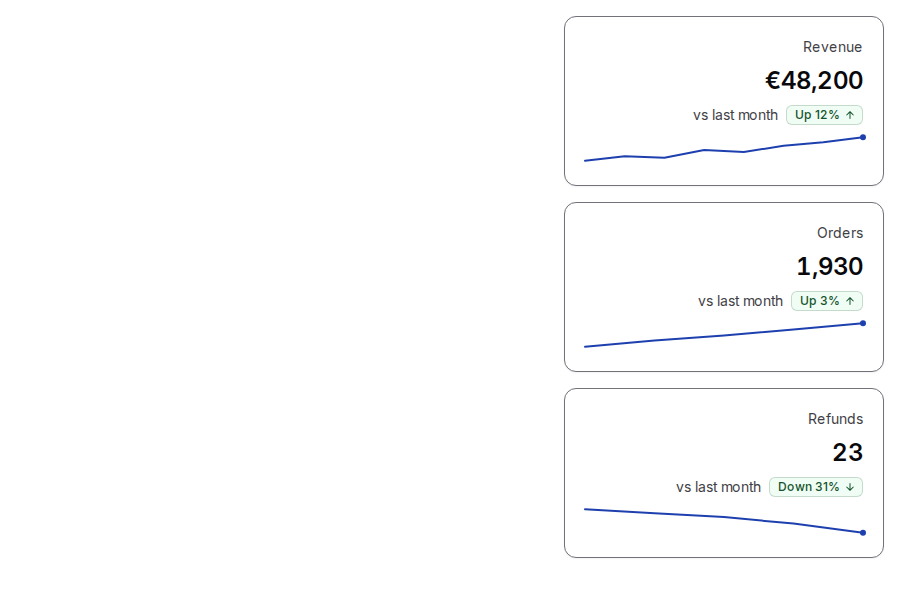 Revenue
€48,200
vs last month Up 12% ↑
Orders
1,930
vs last month Up 3% ↑
Refunds
23
vs last month Down 31% ↓